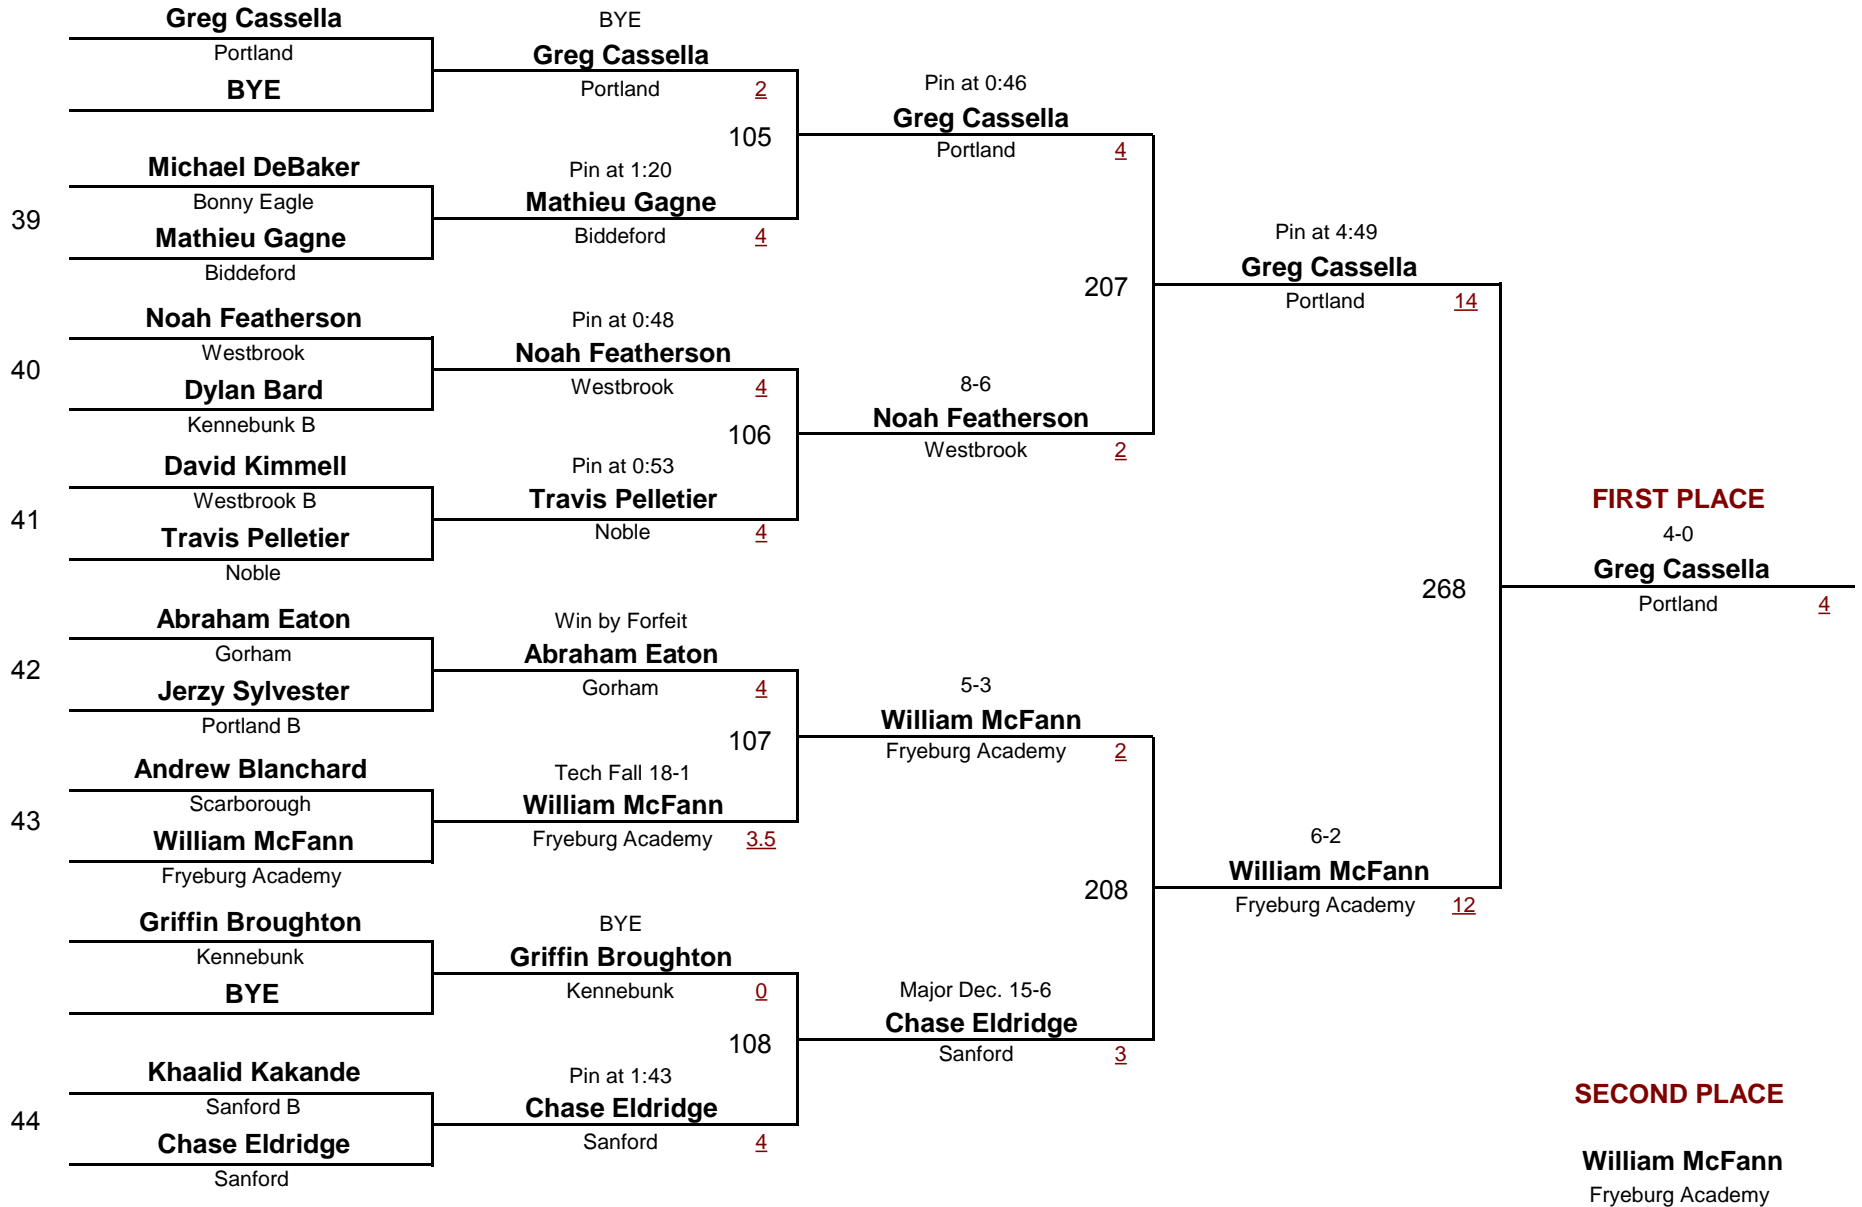 Greg Cassella
Portland
BYE
39
Michael DeBaker
Bonny Eagle
Mathieu Gagne
Biddeford
40
Noah Featherson
Westbrook
Dylan Bard
Kennebunk B
41
David Kimmell
Westbrook B
Travis Pelletier
Noble
42
Abraham Eaton
Gorham
Jerzy Sylvester
Portland B
43
Andrew Blanchard
Scarborough
William McFann
Fryeburg Academy
Griffin Broughton
Kennebunk
BYE
44
Khaalid Kakande
Sanford B
Chase Eldridge
Sanford
BYE
Greg Cassella
Portland 2
105
Pin at 1:20
Mathieu Gagne
Biddeford 4
Pin at 0:48
Noah Featherson
Westbrook 4
106
Pin at 0:53
Travis Pelletier
Noble 4
Win by Forfeit
Abraham Eaton
Gorham 4
107
Tech Fall 18-1
William McFann
Fryeburg Academy 3.5
BYE
Griffin Broughton
Kennebunk 0
108
Pin at 1:43
Chase Eldridge
Sanford 4
Pin at 0:46
Greg Cassella
Portland 4
207
8-6
Noah Featherson
Westbrook 2
5-3
William McFann
Fryeburg Academy 2
208
Major Dec. 15-6
Chase Eldridge
Sanford 3
Pin at 4:49
Greg Cassella
Portland 14
268
6-2
William McFann
Fryeburg Academy 12
FIRST PLACE
4-0
Greg Cassella
Portland 4
SECOND PLACE
William McFann
Fryeburg Academy